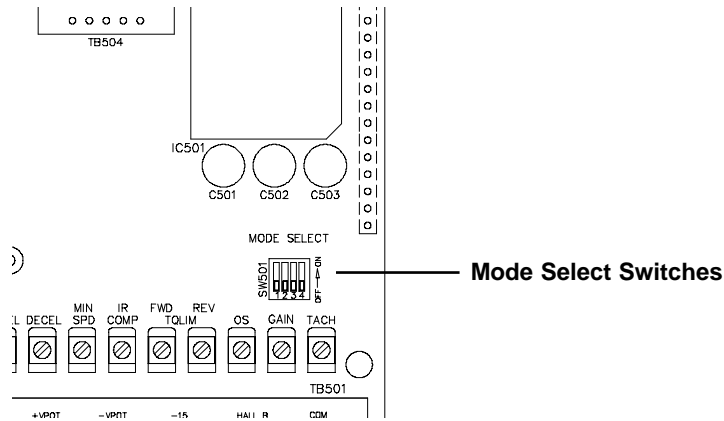 TB504
IC501
C501 C502 C503
MODE SELECT
SW501
1 2 3 4
OFF ON
Mode Select Switches
MIN IR FWD REV
DECEL SPD COMP TQLIM OS GAIN TACH
TB501
+VPOT -VPOT -15 HALL B COM